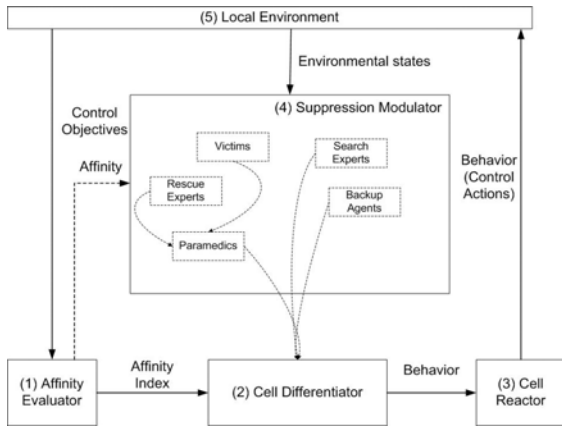 (5) Local Environment
Environmental states
Control
Objectives
(4) Suppression Modulator
Victims
Search
Experts
Affinity
Rescue
Experts
Backup
Agents
Behavior
(Control
Actions)
Paramedics
(1) Affinity
Evaluator
Affinity
Index
(2) Cell Differentiator
Behavior
(3) Cell
Reactor